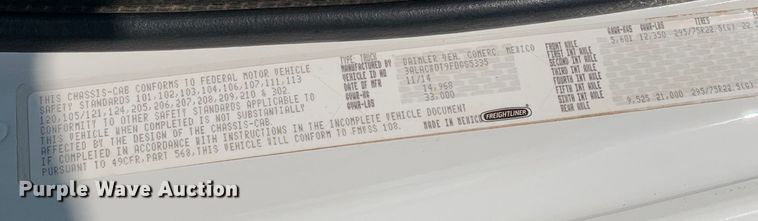 THIS CHASSIS-CAB CONFORMS TO FEDERAL MOTOR VEHICLE
SAFETY STANDARDS 101,102,103,104,106,107,111,113
120,105,121,124,205,206,207,208,209,210 & 302.
CONFORMITY TO OTHER SAFETY STANDARDS APPLICABLE TO
THIS VEHICLE WHEN COMPLETED IS NOT SUBSTANTIALLY
AFFECTED BY THE DESIGN OF THE CHASSIS-CAB.
IF COMPLETED IN ACCORDANCE WITH INSTRUCTIONS IN THE INCOMPLETE VEHICLE DOCUMENT
PURSUANT TO 49CFR,PART 568,THIS VEHICLE WILL CONFORM TO FMVSS 108.
MADE IN MEXICO
FREIGHTLINER
TYPE TRUCK
MANUFACTURER DAIMLER VEH. COMERC. MEXICO
VIN NO
DATE OF MFR 11/14
GVWR-KG 14,968
GVWR-LBS 33,000
GAWR-KGS GAWR-LBS TIRES
FRONT AXLE 5,601 12,350 295/75R22.5(G)
FIRST INT AXLE
SECOND INT AXLE
THIRD INT AXLE
FOURTH INT AXLE
FIFTH INT AXLE
SIXTH INT AXLE
REAR AXLE 9,525 21,000 295/75R22.5(G)
Purple Wave Auction